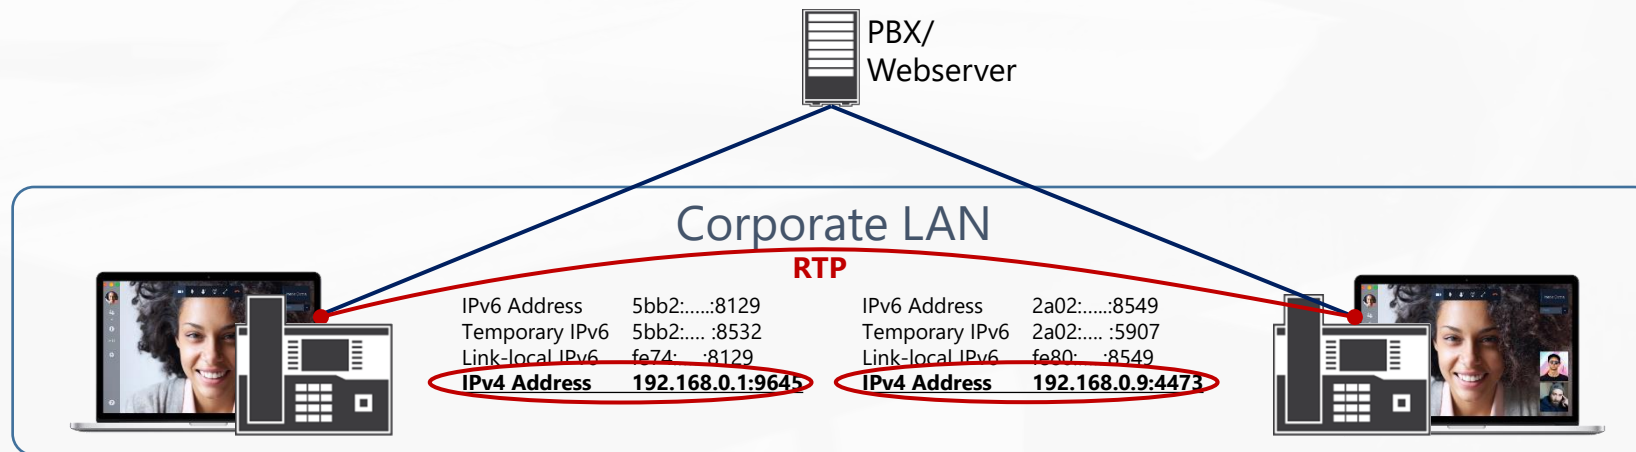 PBX/
Webserver
Corporate LAN
RTP
IPv6 Address 5bb2:…..:8129
Temporary IPv6 5bb2:…. :8532
Link-local IPv6 fe74:… :8129
IPv4 Address 192.168.0.1:9645
IPv6 Address 2a02:…..:8549
Temporary IPv6 2a02:…. :5907
Link-local IPv6 fe80:… :8549
IPv4 Address 192.168.0.9:4473